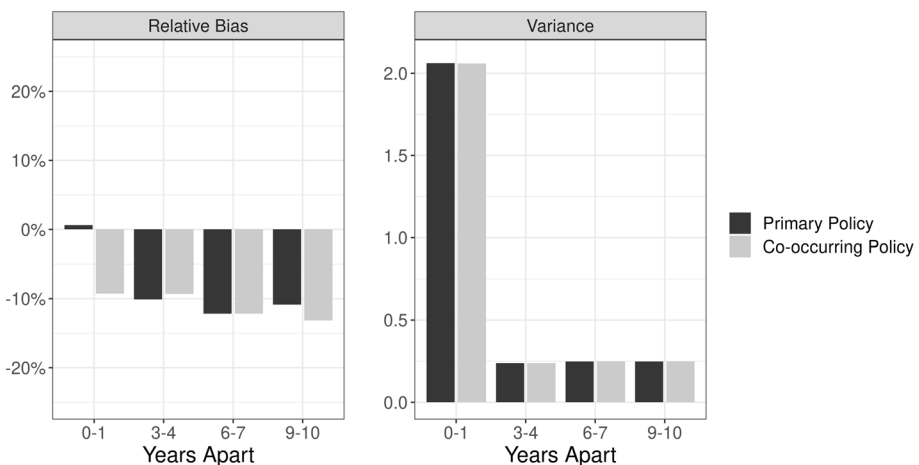 Relative Bias
Variance
20%
10%
0%
-10%
-20%
0-1 3-4 6-7 9-10
Years Apart
2.0
1.5
1.0
0.5
0.0
0-1 3-4 6-7 9-10
Years Apart
Primary Policy
Co-occurring Policy